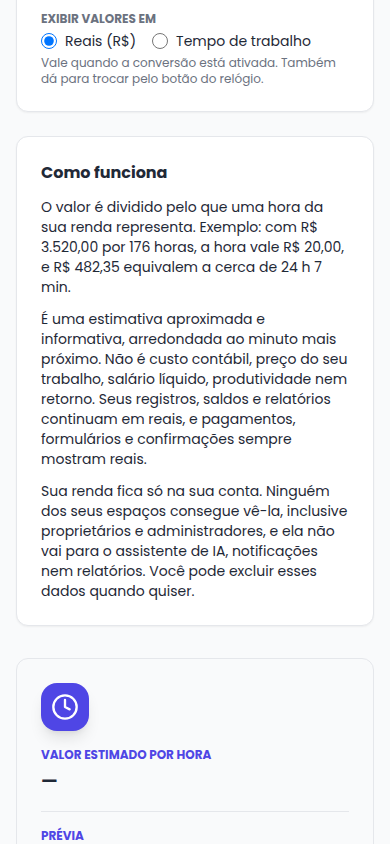 EXIBIR VALORES EM
Reais (R$) Tempo de trabalho
Vale quando a conversão está ativada. Também
dá para trocar pelo botão do relógio.
Como funciona
O valor é dividido pelo que uma hora da
sua renda representa. Exemplo: com R$
3.520,00 por 176 horas, a hora vale R$ 20,00,
e R$ 482,35 equivalem a cerca de 24 h 7
min.
É uma estimativa aproximada e
informativa, arredondada ao minuto mais
próximo. Não é custo contábil, preço do seu
trabalho, salário líquido, produtividade nem
retorno. Seus registros, saldos e relatórios
continuam em reais, e pagamentos,
formulários e confirmações sempre
mostram reais.
Sua renda fica só na sua conta. Ninguém
dos seus espaços consegue vê-la, inclusive
proprietários e administradores, e ela não
vai para o assistente de IA, notificações
nem relatórios. Você pode excluir esses
dados quando quiser.
VALOR ESTIMADO POR HORA
—
PRÉVIA